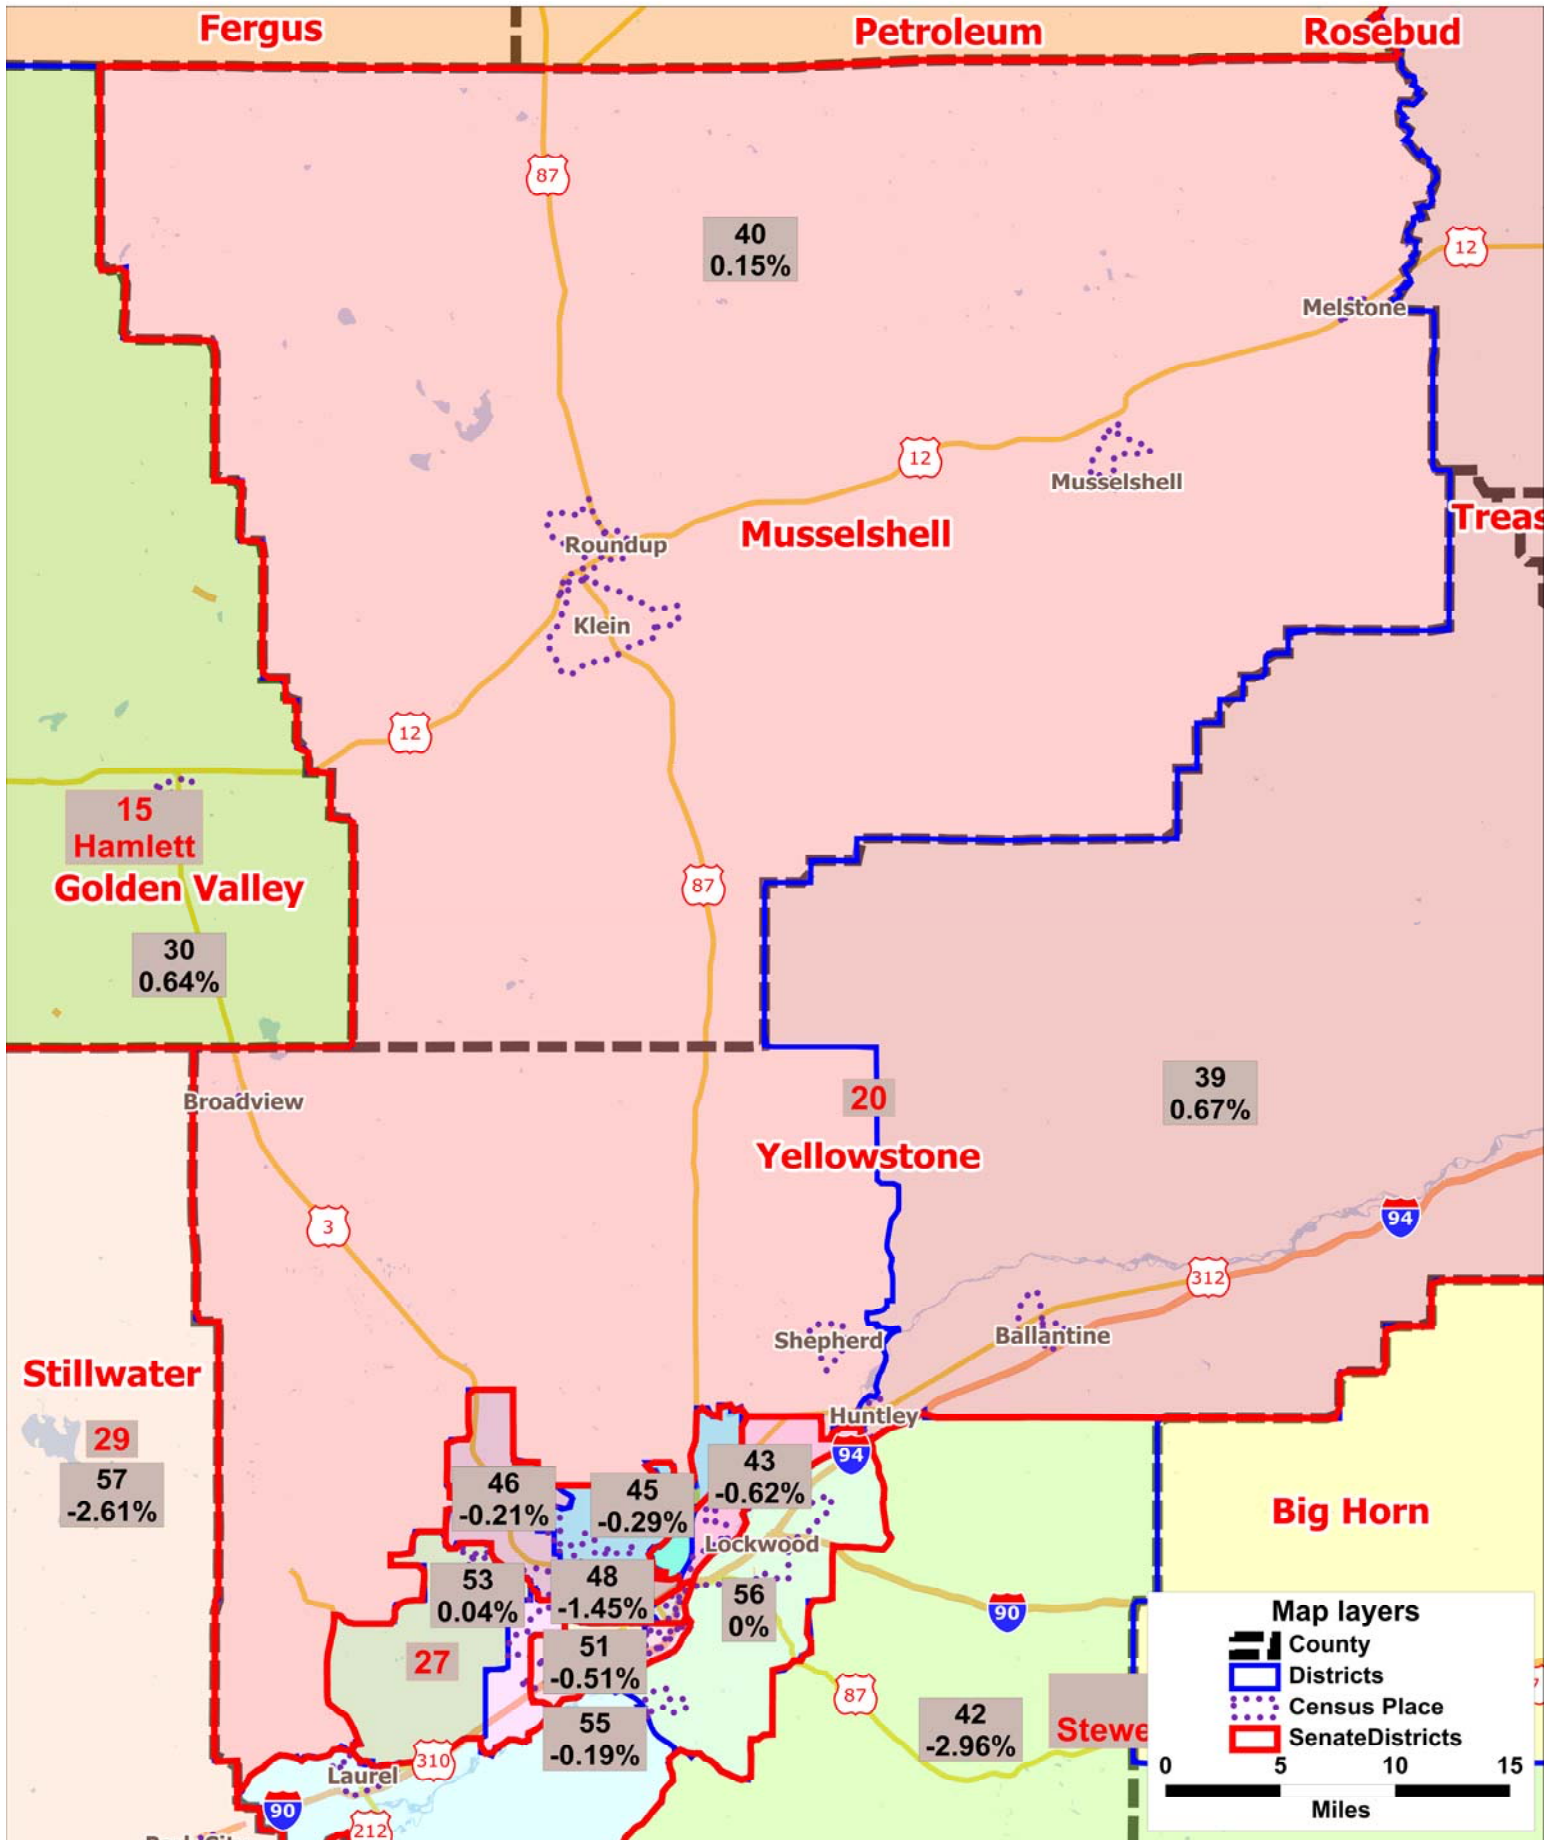 Fergus
Petroleum
Rosebud
87
40
0.15%
12
Melstone
12
Musselshell
Treas
Musselshell
Roundup
Klein
12
15
Hamlett
Golden Valley
87
30
0.64%
39
0.67%
20
Broadview
Yellowstone
3
94
312
Shepherd
Ballantine
Stillwater
29
57
-2.61%
Huntley
94
43
-0.62%
46
-0.21%
45
-0.29%
Lockwood
Big Horn
53
0.04%
48
-1.45%
56
0%
90
27
51
-0.51%
87
42
-2.96%
Stewe
55
-0.19%
310
Laurel
90
212
Map layers
County
Districts
Census Place
SenateDistricts
0 5 10 15
Miles